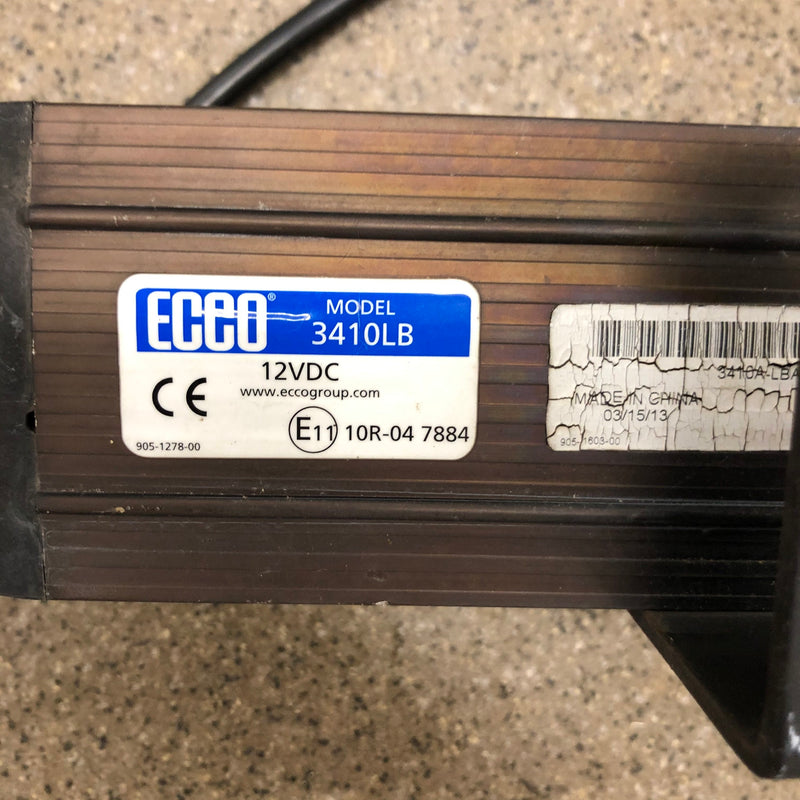 ECCO®
MODEL
3410LB
12VDC
www.eccogroup.com
CE
E11 10R-04 7884
905-1278-00
3410A-LBA
MADE IN CHINA
03/15/13
905-1603-00